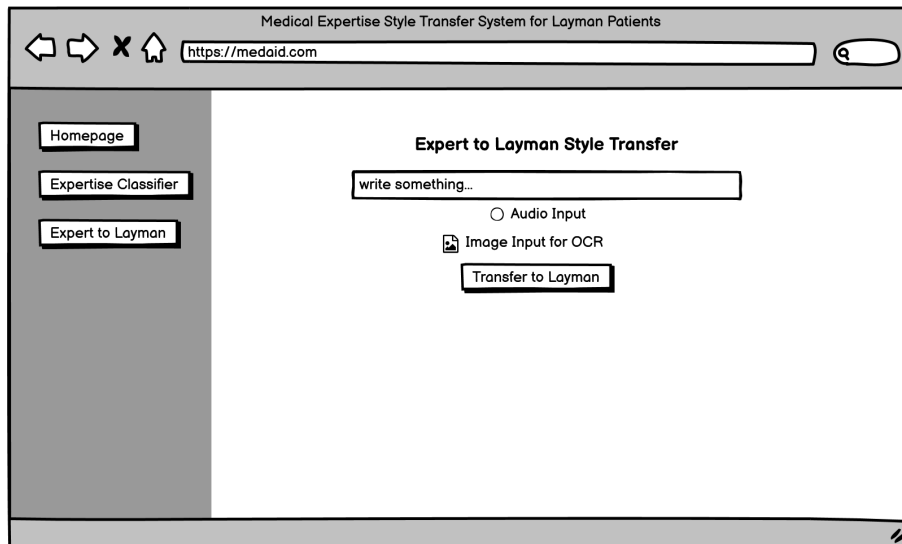 Medical Expertise Style Transfer System for Layman Patients
https://medaid.com
Homepage
Expertise Classifier
Expert to Layman
Expert to Layman Style Transfer
write something...
Audio Input
Image Input for OCR
Transfer to Layman